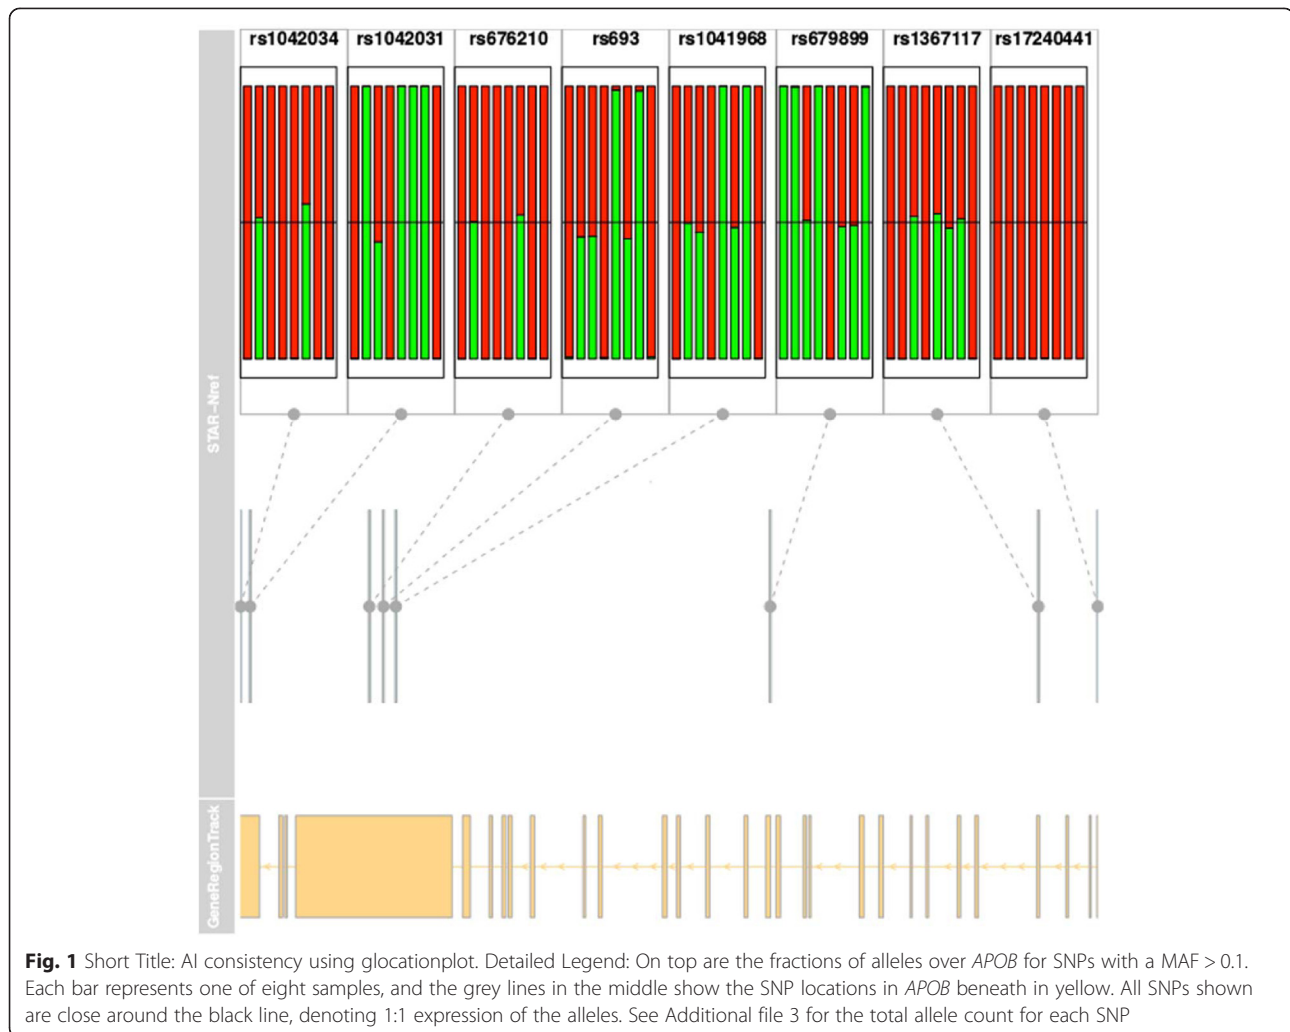 rs1042034 rs1042031 rs676210 rs693 rs1041968 rs679899 rs1367117 rs17240441
STAR-Nref
GeneRegionTrack
Fig. 1 Short Title: AI consistency using glocationplot. Detailed Legend: On top are the fractions of alleles over APOB for SNPs with a MAF > 0.1.
Each bar represents one of eight samples, and the grey lines in the middle show the SNP locations in APOB beneath in yellow. All SNPs shown
are close around the black line, denoting 1:1 expression of the alleles. See Additional file 3 for the total allele count for each SNP